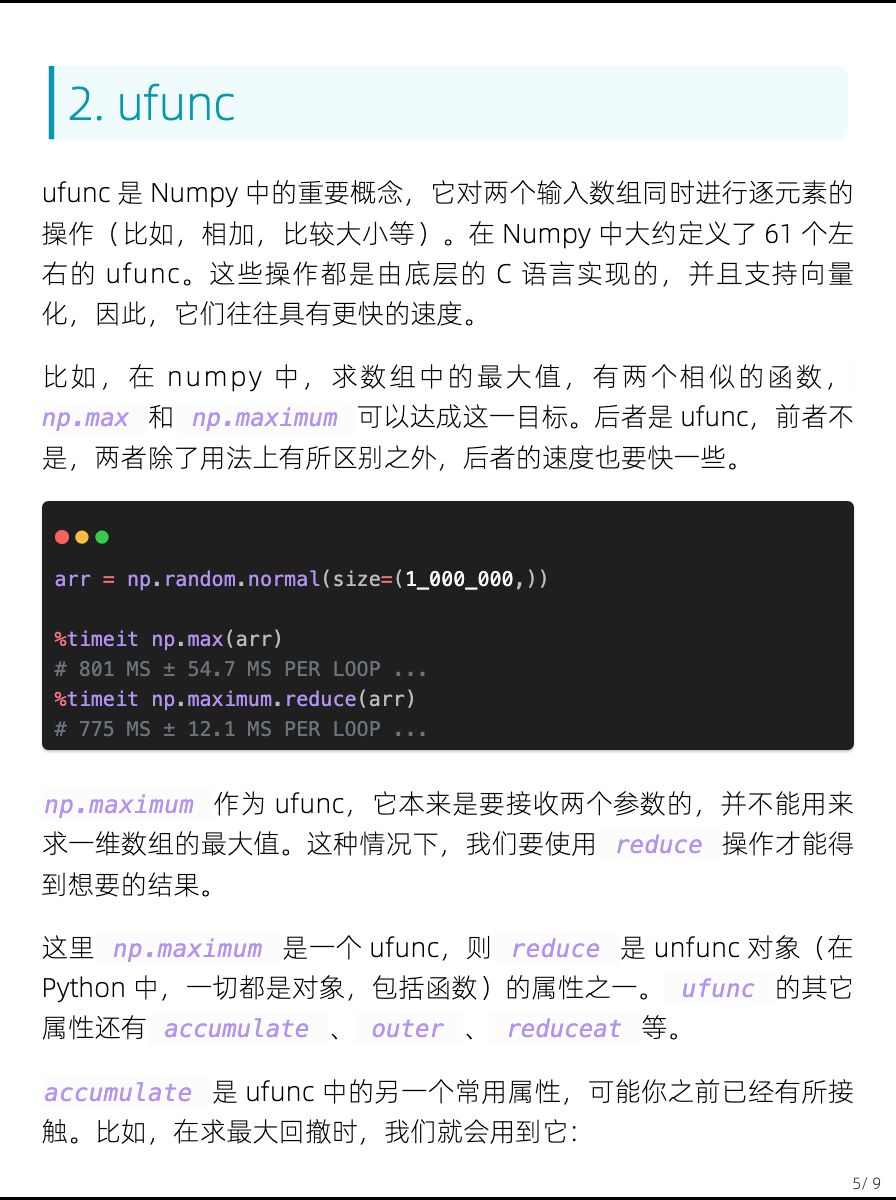 2. ufunc
ufunc 是 Numpy 中的重要概念，它对两个输入数组同时进行逐元素的
操作（比如，相加，比较大小等）。在 Numpy 中大约定义了 61 个左
右的 ufunc。这些操作都是由底层的 C 语言实现的，并且支持向量
化，因此，它们往往具有更快的速度。
比如，在 numpy 中，求数组中的最大值，有两个相似的函数，
np.max 和 np.maximum 可以达成这一目标。后者是 ufunc，前者不
是，两者除了用法上有所区别之外，后者的速度也要快一些。
arr = np.random.normal(size=(1_000_000,))
%timeit np.max(arr)
# 801 MS ± 54.7 MS PER LOOP ...
%timeit np.maximum.reduce(arr)
# 775 MS ± 12.1 MS PER LOOP ...
np.maximum 作为 ufunc，它本来是要接收两个参数的，并不能用来
求一维数组的最大值。这种情况下，我们要使用 reduce 操作才能得
到想要的结果。
这里 np.maximum 是一个 ufunc，则 reduce 是 unfunc 对象（在
Python 中，一切都是对象，包括函数）的属性之一。 ufunc 的其它
属性还有 accumulate 、 outer 、 reduceat 等。
accumulate 是 ufunc 中的另一个常用属性，可能你之前已经有所接
触。比如，在求最大回撤时，我们就会用到它：
5/ 9